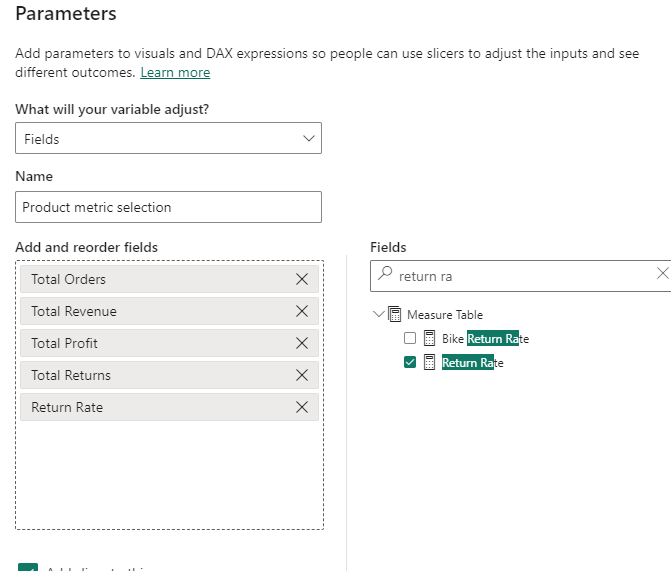 Parameters
Add parameters to visuals and DAX expressions so people can use slicers to adjust the inputs and see
different outcomes. Learn more
What will your variable adjust?
Fields
Name
Product metric selection
Add and reorder fields
Total Orders
Total Revenue
Total Profit
Total Returns
Return Rate
Fields
return ra
Measure Table
Bike Return Rate
Return Rate